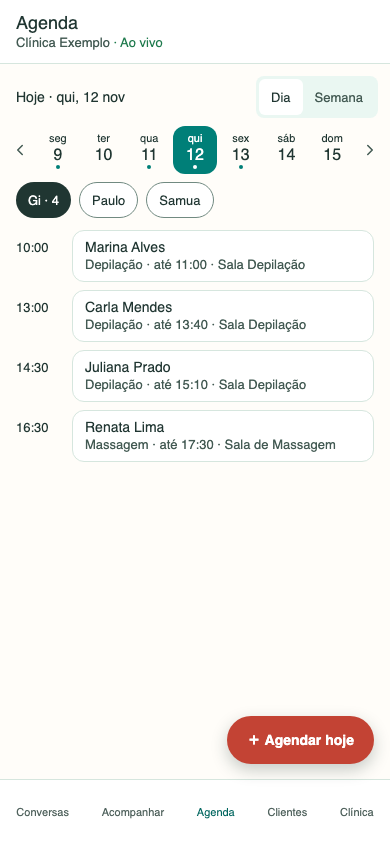 Agenda
Clínica Exemplo · Ao vivo
Hoje · qui, 12 nov
Dia
Semana
seg ter qua qui sex sáb dom
9 10 11 12 13 14 15
Gi · 4
Paulo
Samua
10:00
Marina Alves
Depilação · até 11:00 · Sala Depilação
13:00
Carla Mendes
Depilação · até 13:40 · Sala Depilação
14:30
Juliana Prado
Depilação · até 15:10 · Sala Depilação
16:30
Renata Lima
Massagem · até 17:30 · Sala de Massagem
+ Agendar hoje
Conversas
Acompanhar
Agenda
Clientes
Clínica